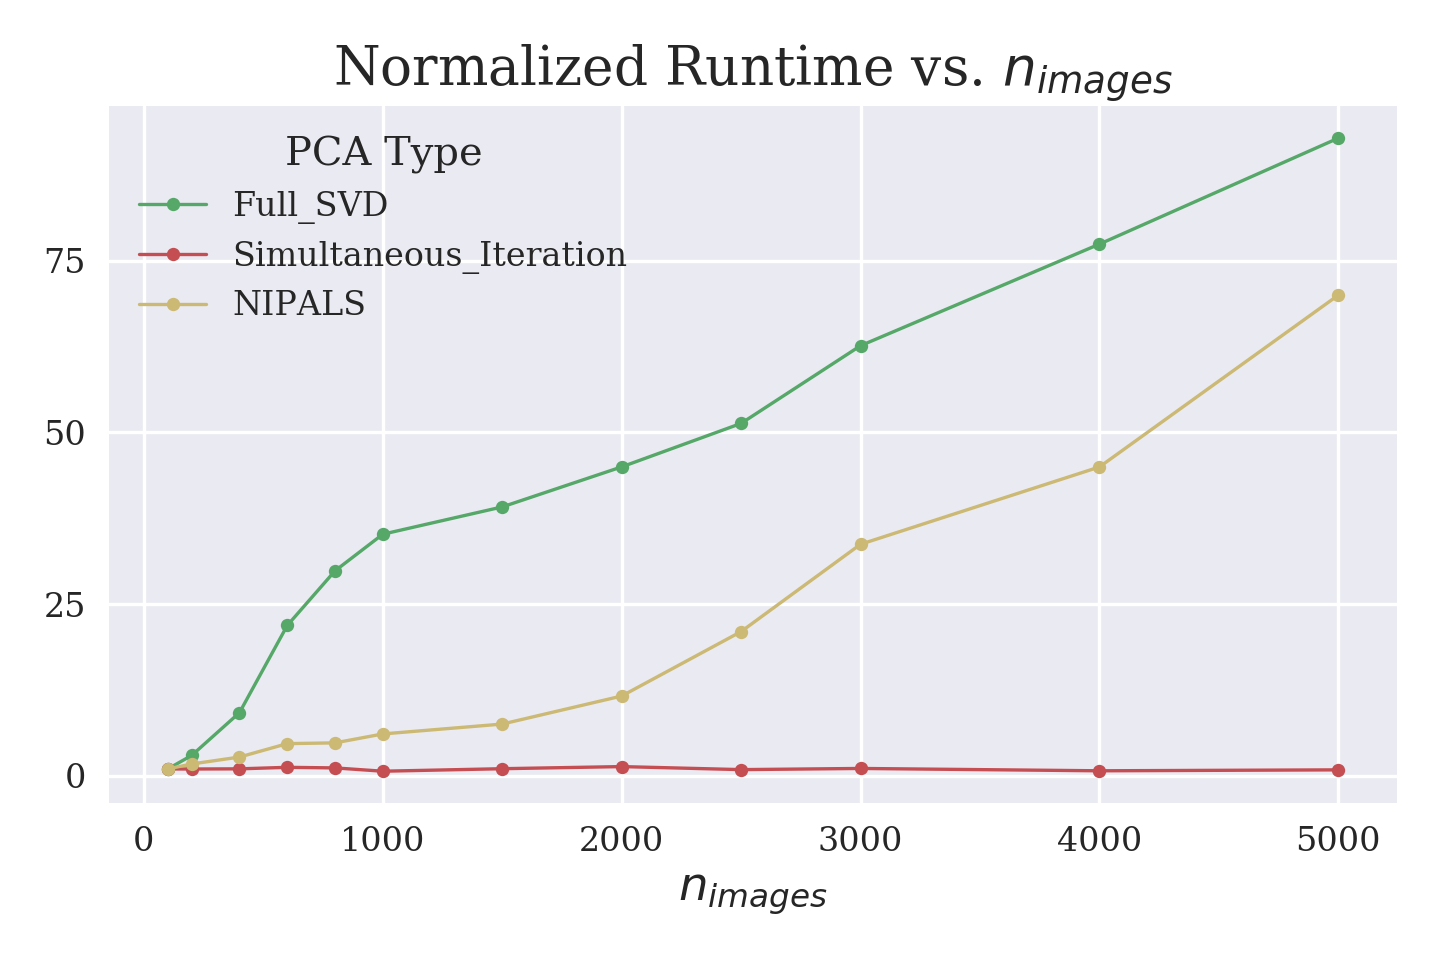 Normalized Runtime vs. n_images
PCA Type
Full_SVD
Simultaneous_Iteration
NIPALS
75
50
25
0
0 1000 2000 3000 4000 5000
n_images